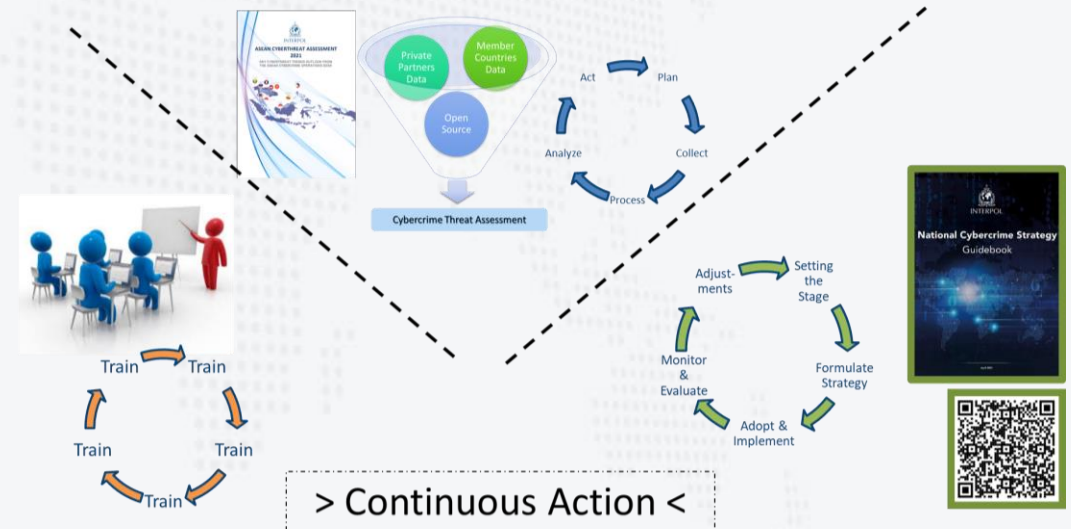 INTERPOL
ASEAN CYBERTHREAT ASSESSMENT
2021
Private
Partners
Data
Member
Countries
Data
Open
Source
Cybercrime Threat Assessment
Act
Plan
Collect
Process
Analyze
Train
Train
Train
Train
Train
Adjust-
ments
Setting
the
Stage
Formulate
Strategy
Adopt &
Implement
Monitor
&
Evaluate
INTERPOL
National Cybercrime Strategy
Guidebook
> Continuous Action <